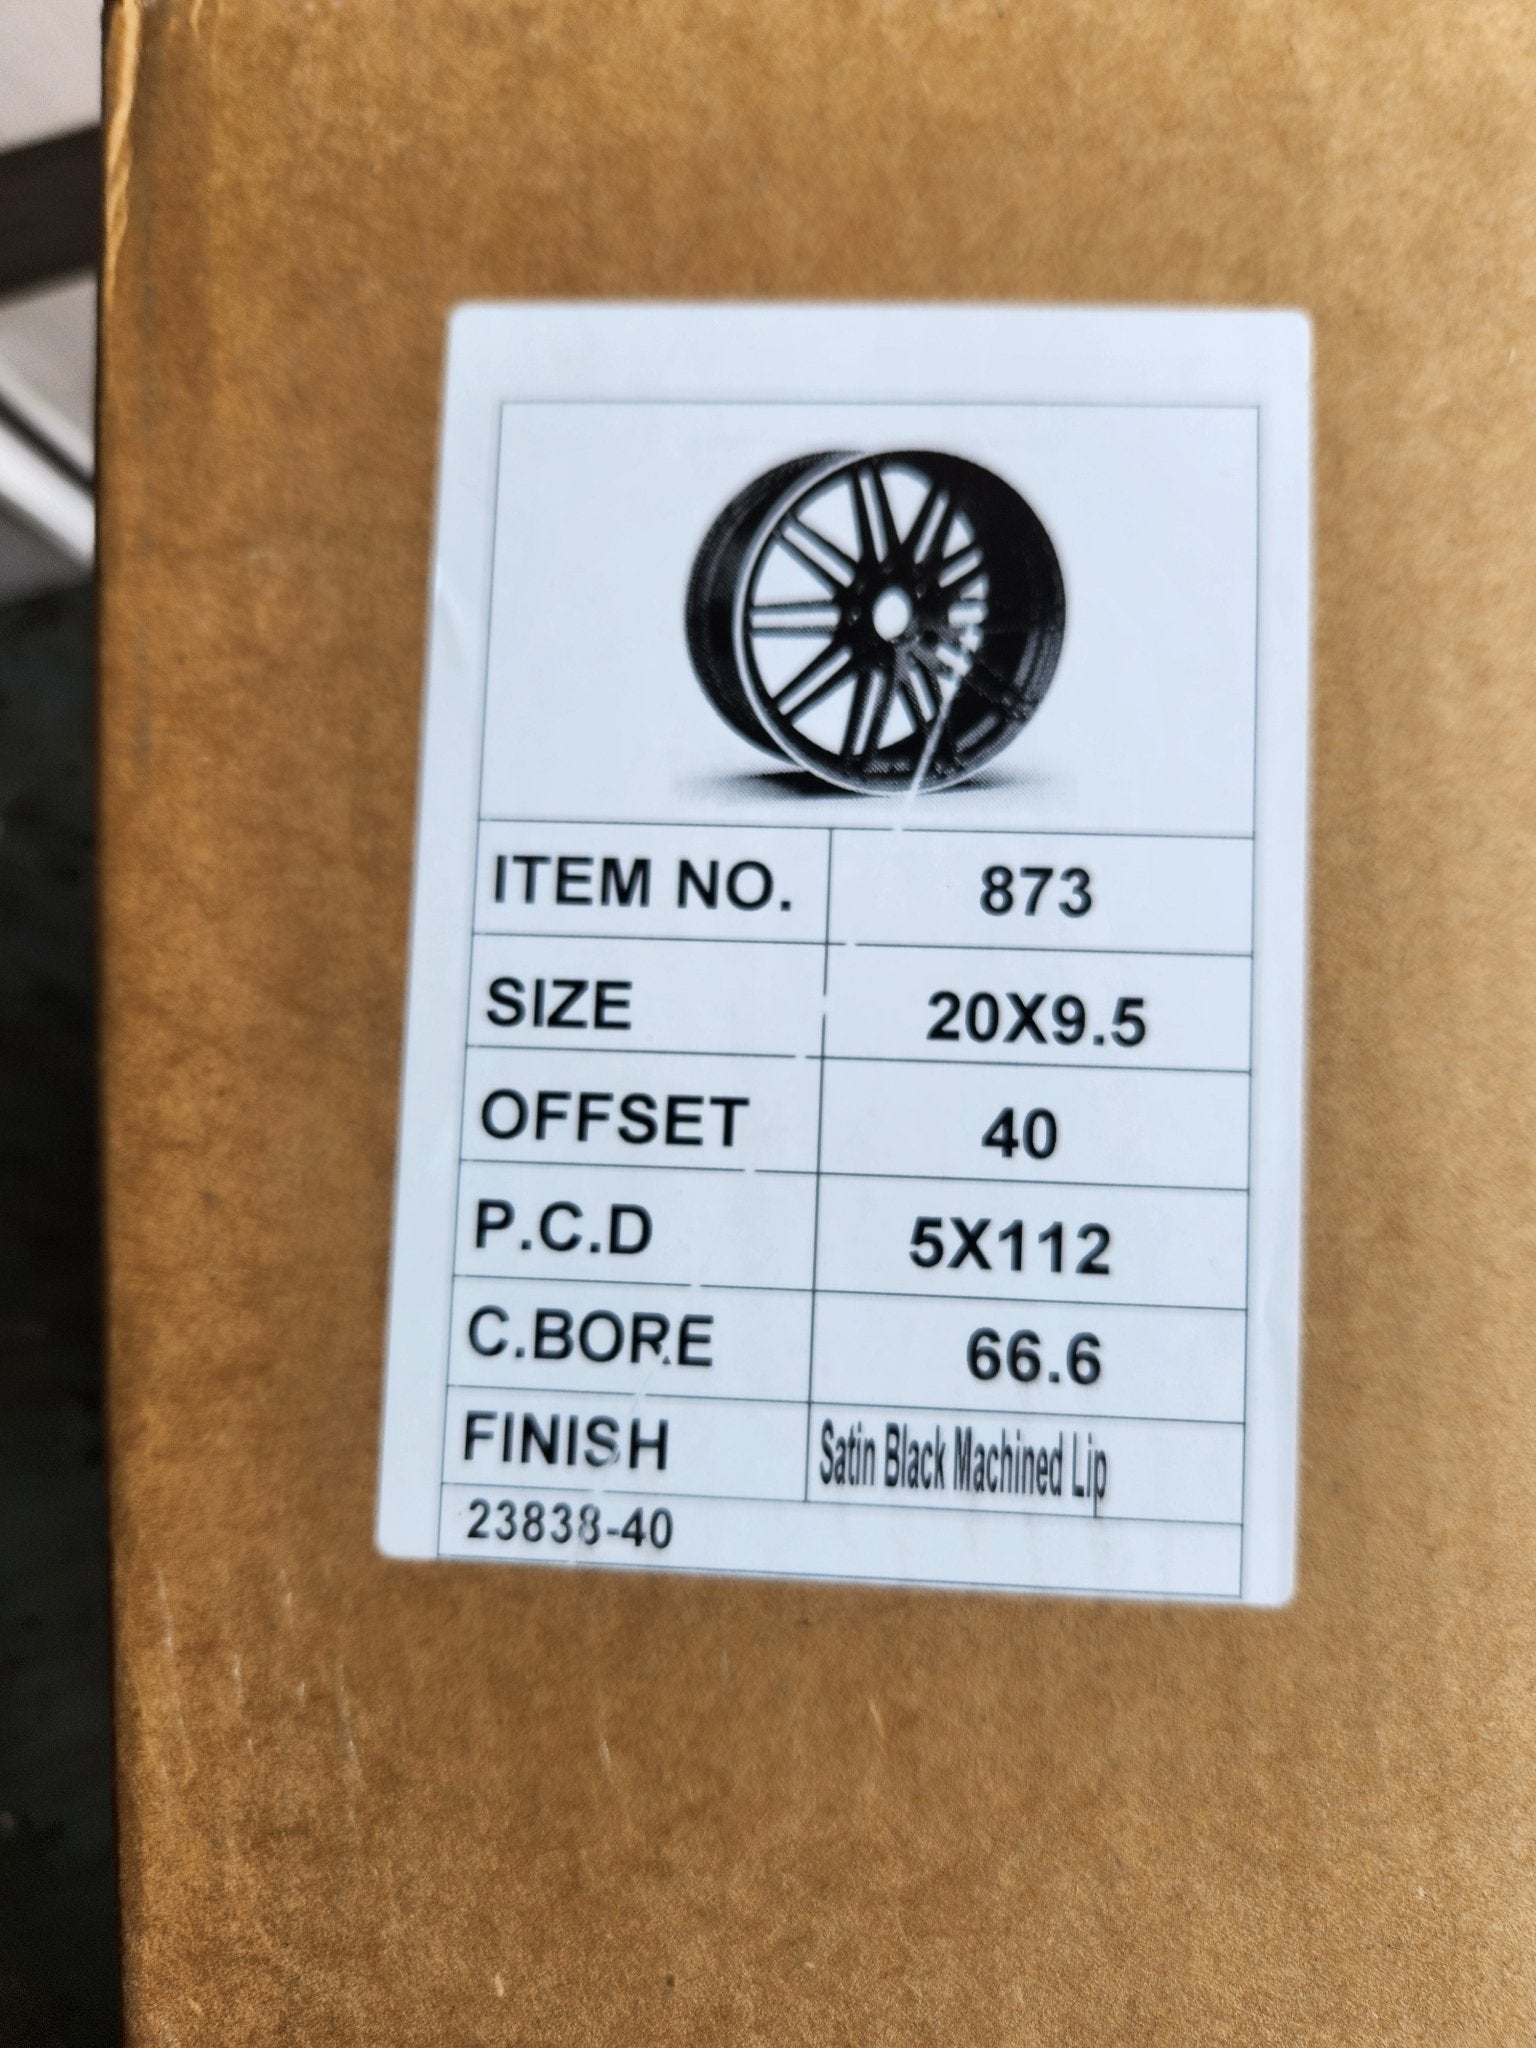 ITEM NO. 873
SIZE 20X9.5
OFFSET 40
P.C.D 5X112
C.BORE 66.6
FINISH Satin Black Machined Lip
23838-40